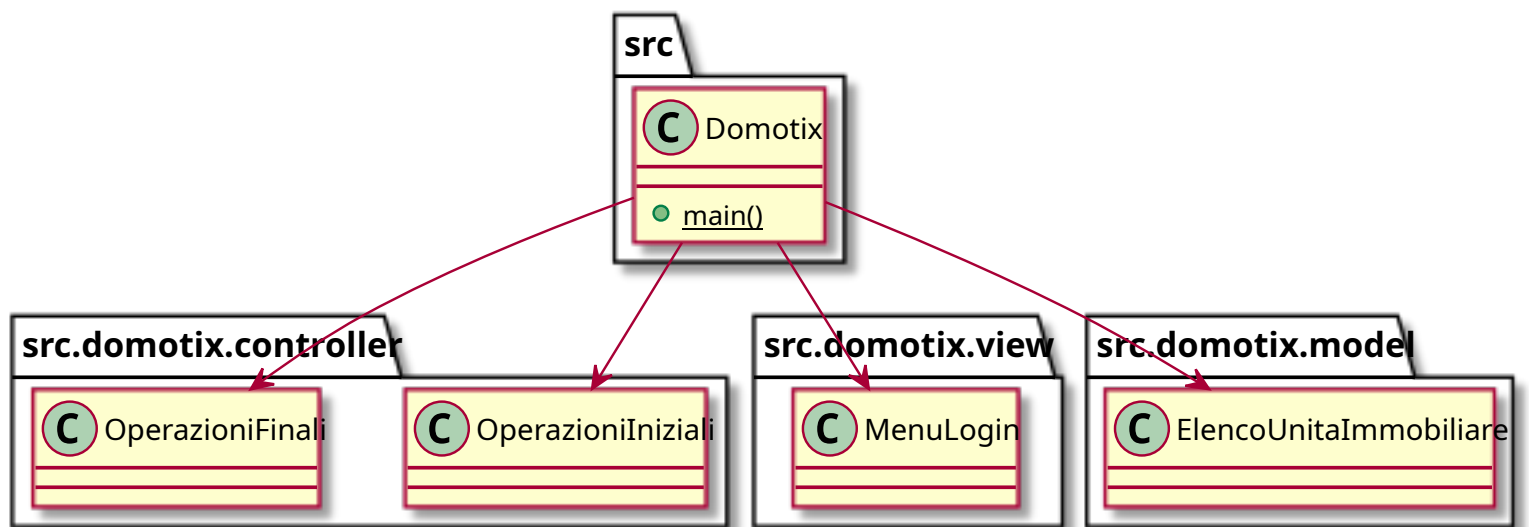 src
C Domotix
main()
src.domotix.controller
C OperazioniFinali
C OperazioniIniziali
src.domotix.view
C MenuLogin
src.domotix.model
C ElencoUnitaImmobiliare